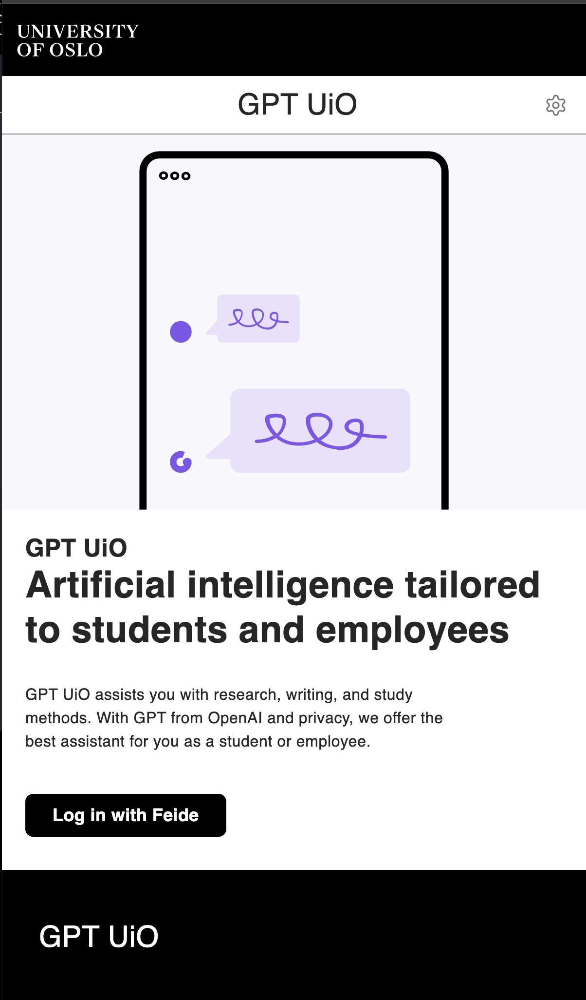 UNIVERSITY
OF OSLO
GPT UiO
GPT UiO
Artificial intelligence tailored
to students and employees
GPT UiO assists you with research, writing, and study
methods. With GPT from OpenAI and privacy, we offer the
best assistant for you as a student or employee.
Log in with Feide
GPT UiO